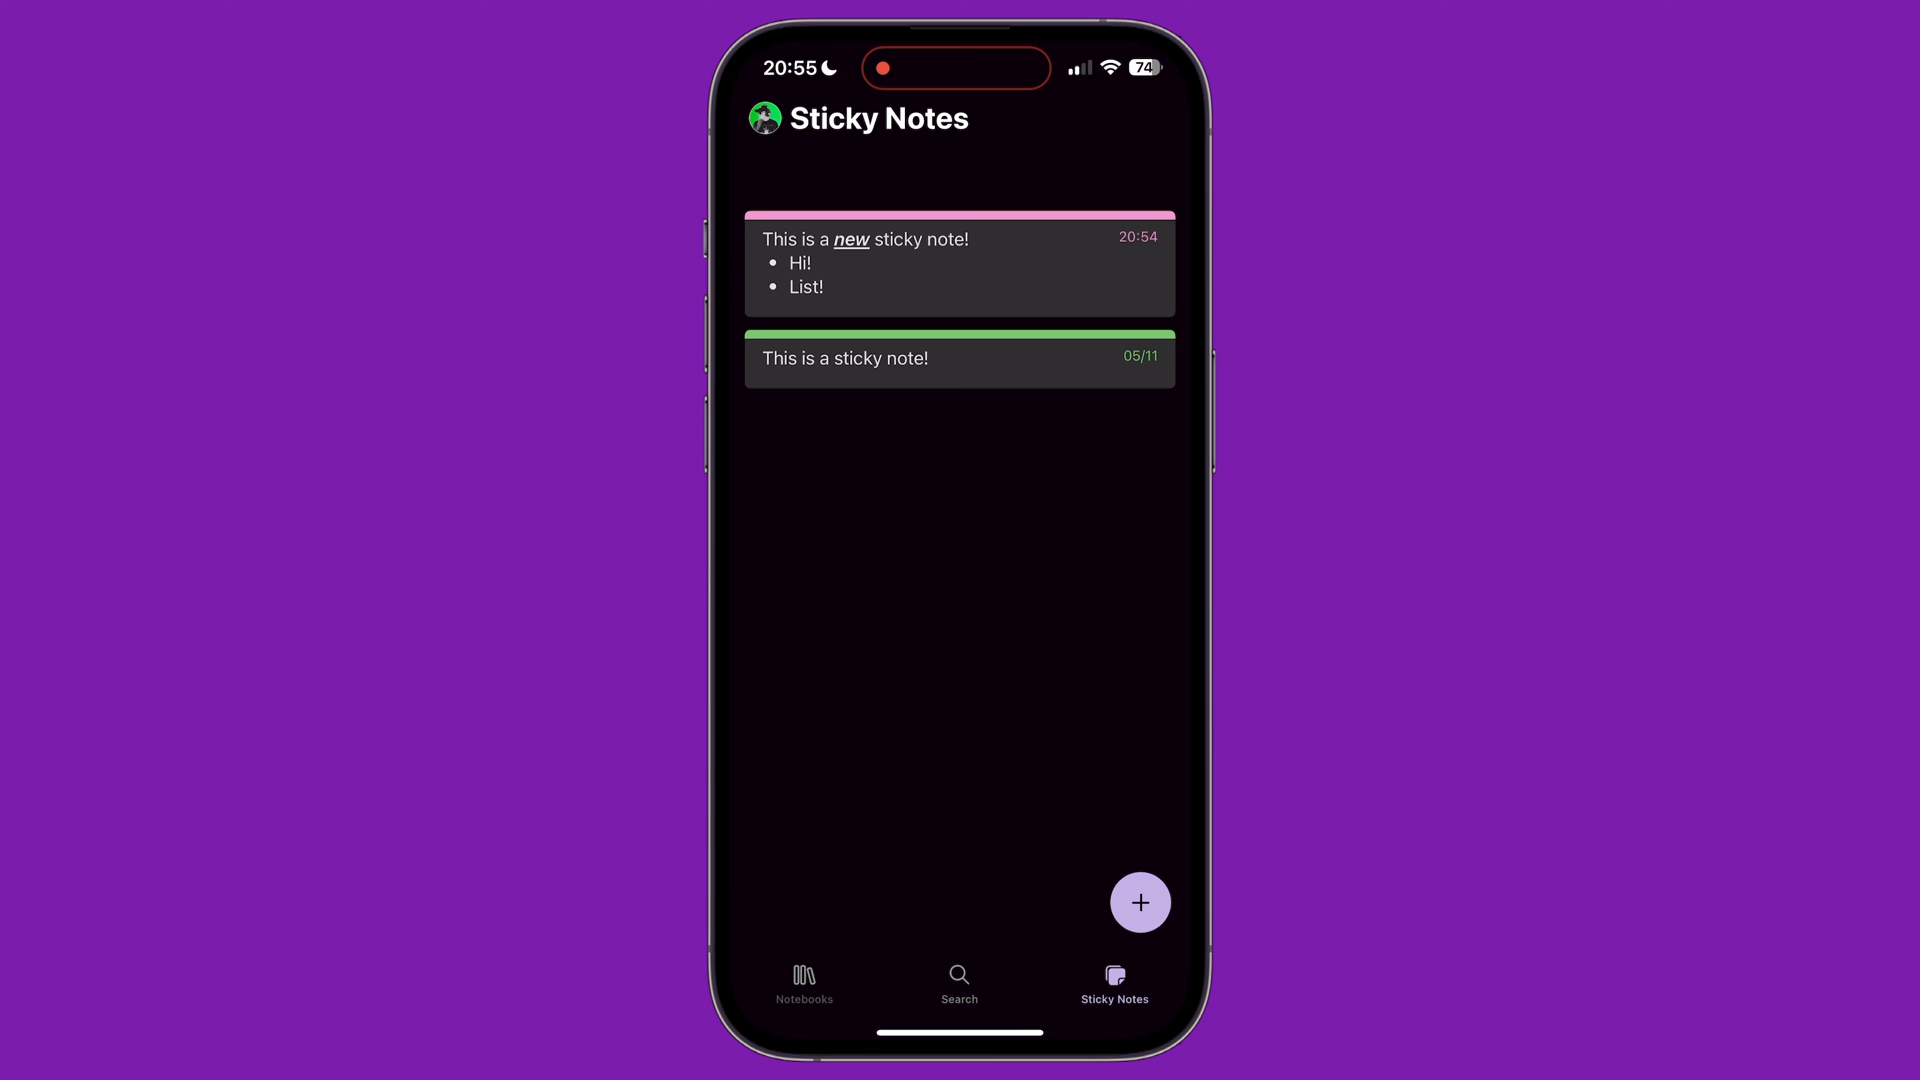 20:55
74
Sticky Notes
This is a new sticky note!
20:54
• Hi!
• List!
This is a sticky note!
05/11
Notebooks
Search
Sticky Notes